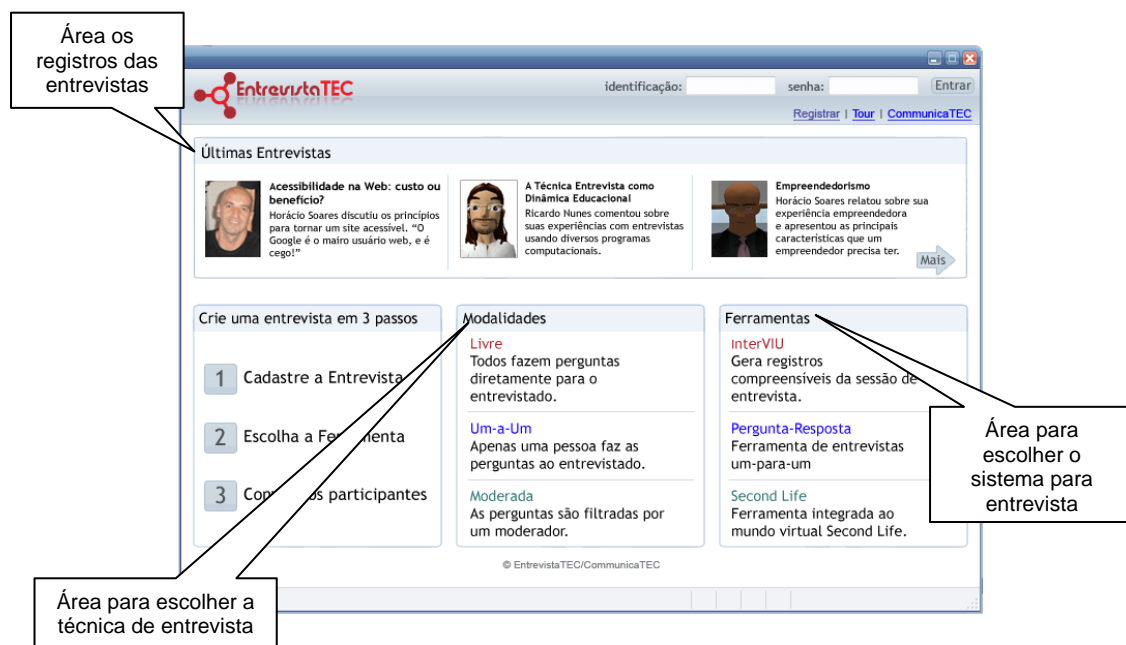 Área os
registros das
entrevistas
EntrevistaTEC
identificação:
senha:
Entrar
Registrar | Tour | CommunicaTEC
Últimas Entrevistas
Acessibilidade na Web: custo ou
benefício?
Horácio Soares discutiu os princípios
para tornar um site acessível. “O
Google é o mairo usuário web, e é
cego!”
A Técnica Entrevista como
Dinâmica Educacional
Ricardo Nunes comentou sobre
suas experiências com entrevistas
usando diversos programas
computacionais.
Empreendedorismo
Horácio Soares relatou sobre sua
experiência empreendedora
e apresentou as principais
características que um
empreendedor precisa ter.
Mais
Crie uma entrevista em 3 passos
1 Cadastre a Entrevista
2 Escolha a Ferramenta
3 participantes
Modalidades
Livre
Todos fazem perguntas
diretamente para o
entrevistado.
Um-a-Um
Apenas uma pessoa faz as
perguntas ao entrevistado.
Moderada
As perguntas são filtradas por
um moderador.
Ferramentas
InterVIU
Gera registros
compreensíveis da sessão de
entrevista.
Pergunta-Resposta
Ferramenta de entrevistas
um-para-um
Second Life
Ferramenta integrada ao
mundo virtual Second Life.
Área para
escolher o
sistema para
entrevista
© EntrevistaTEC/CommunicaTEC
Área para escolher a
técnica de entrevista